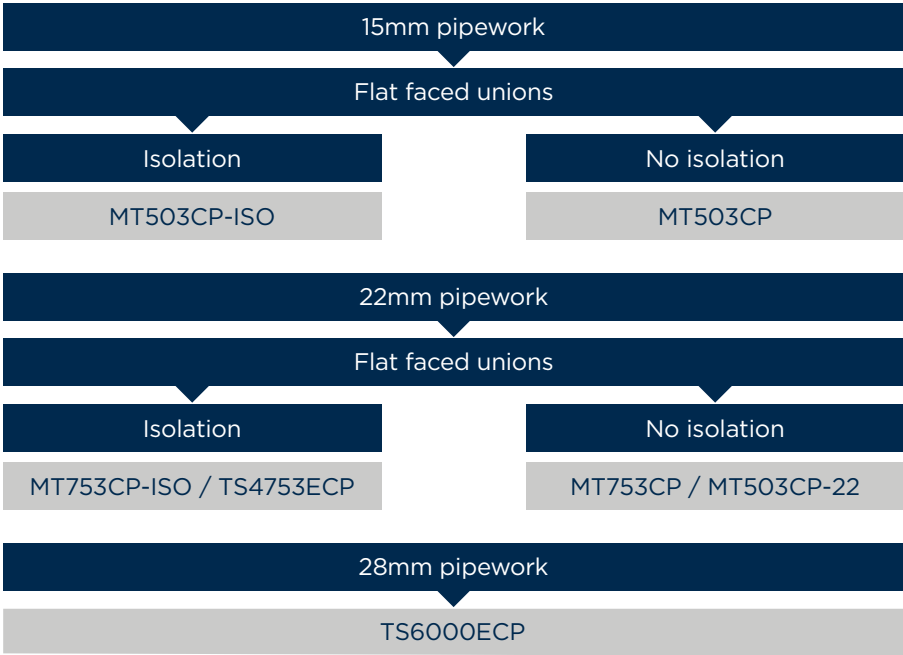 15mm pipework
Flat faced unions
Isolation
No isolation
MT503CP-ISO
MT503CP
22mm pipework
Flat faced unions
Isolation
No isolation
MT753CP-ISO / TS4753ECP
MT753CP / MT503CP-22
28mm pipework
TS6000ECP